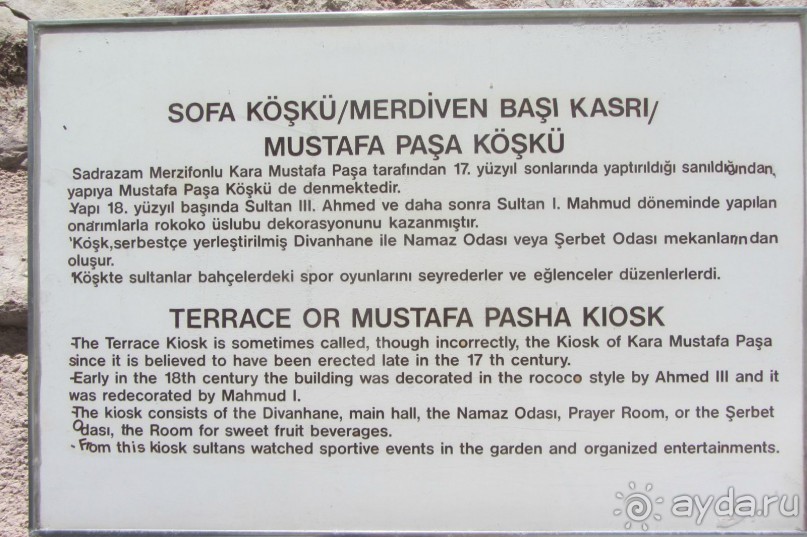 SOFA KÖŞKÜ/MERDİVEN BAŞI KASRI/
MUSTAFA PAŞA KÖŞKÜ
Sadrazam Merzifonlu Kara Mustafa Paşa tarafından 17. yüzyıl sonlarında yaptırıldığı sanıldığından,
yapıya Mustafa Paşa Köşkü de denmektedir.
-Yapı 18. yüzyıl başında Sultan III. Ahmed ve daha sonra Sultan I. Mahmud döneminde yapılan
onarımlarla rokoko üslubu dekorasyonunu kazanmıştır.
-Köşk,serbestçe yerleştirilmiş Divanhane ile Namaz Odası veya Şerbet Odası mekanlarından
oluşur.
-Köşkte sultanlar bahçelerdeki spor oyunlarını seyrederler ve eğlenceler düzenlerlerdi.
TERRACE OR MUSTAFA PASHA KIOSK
-The Terrace Kiosk is sometimes called, though incorrectly, the Kiosk of Kara Mustafa Paşa
since it is believed to have been erected late in the 17 th century.
-Early in the 18th century the building was decorated in the rococo style by Ahmed III and it
was redecorated by Mahmud I.
-The kiosk consists of the Divanhane, main hall, the Namaz Odası, Prayer Room, or the Şerbet
Odası, the Room for sweet fruit beverages.
- From this kiosk sultans watched sportive events in the garden and organized entertainments.
ayda.ru